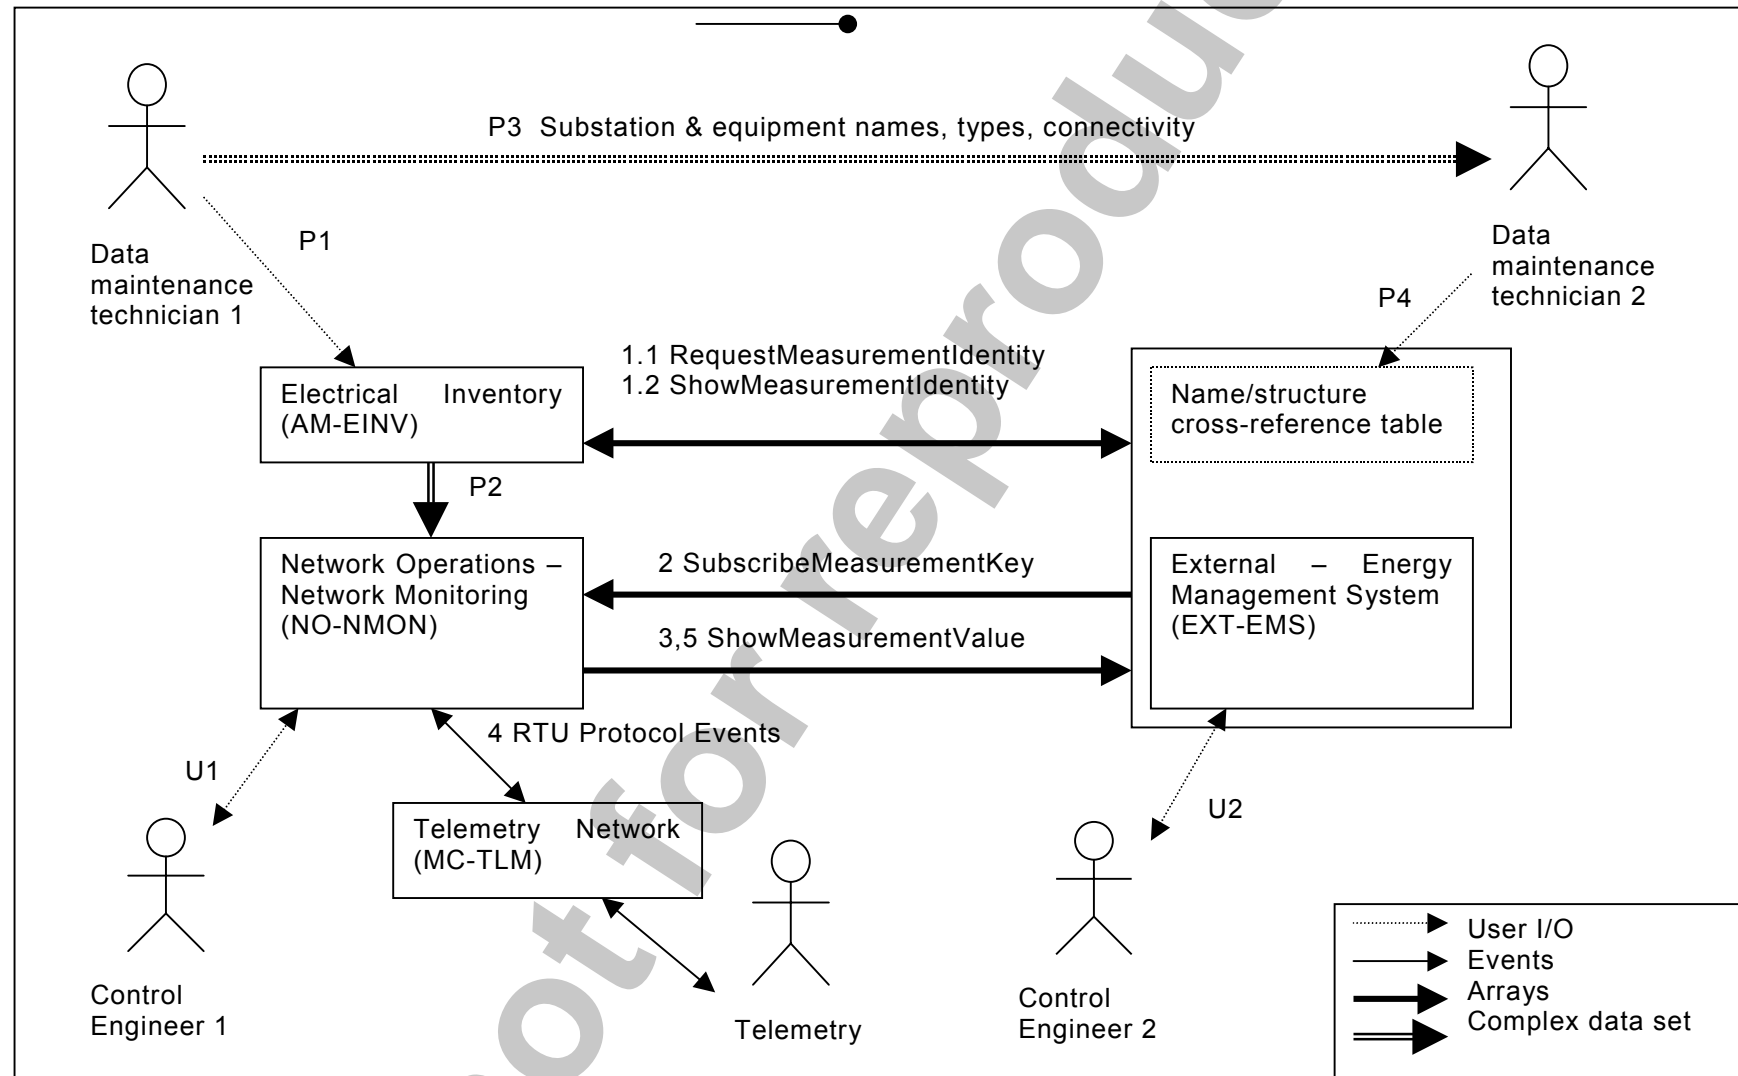 P3 Substation & equipment names, types, connectivity
P1
Data
maintenance
technician 1
Data
maintenance
technician 2
P4
1.1 RequestMeasurementIdentity
1.2 ShowMeasurementIdentity
Electrical Inventory
(AM-EINV)
Name/structure
cross-reference table
P2
Network Operations –
Network Monitoring
(NO-NMON)
2 SubscribeMeasurementKey
3,5 ShowMeasurementValue
External – Energy
Management System
(EXT-EMS)
4 RTU Protocol Events
U1
U2
Telemetry Network
(MC-TLM)
Control
Engineer 1
Telemetry
Control
Engineer 2
User I/O
Events
Arrays
Complex data set
not for reproduc